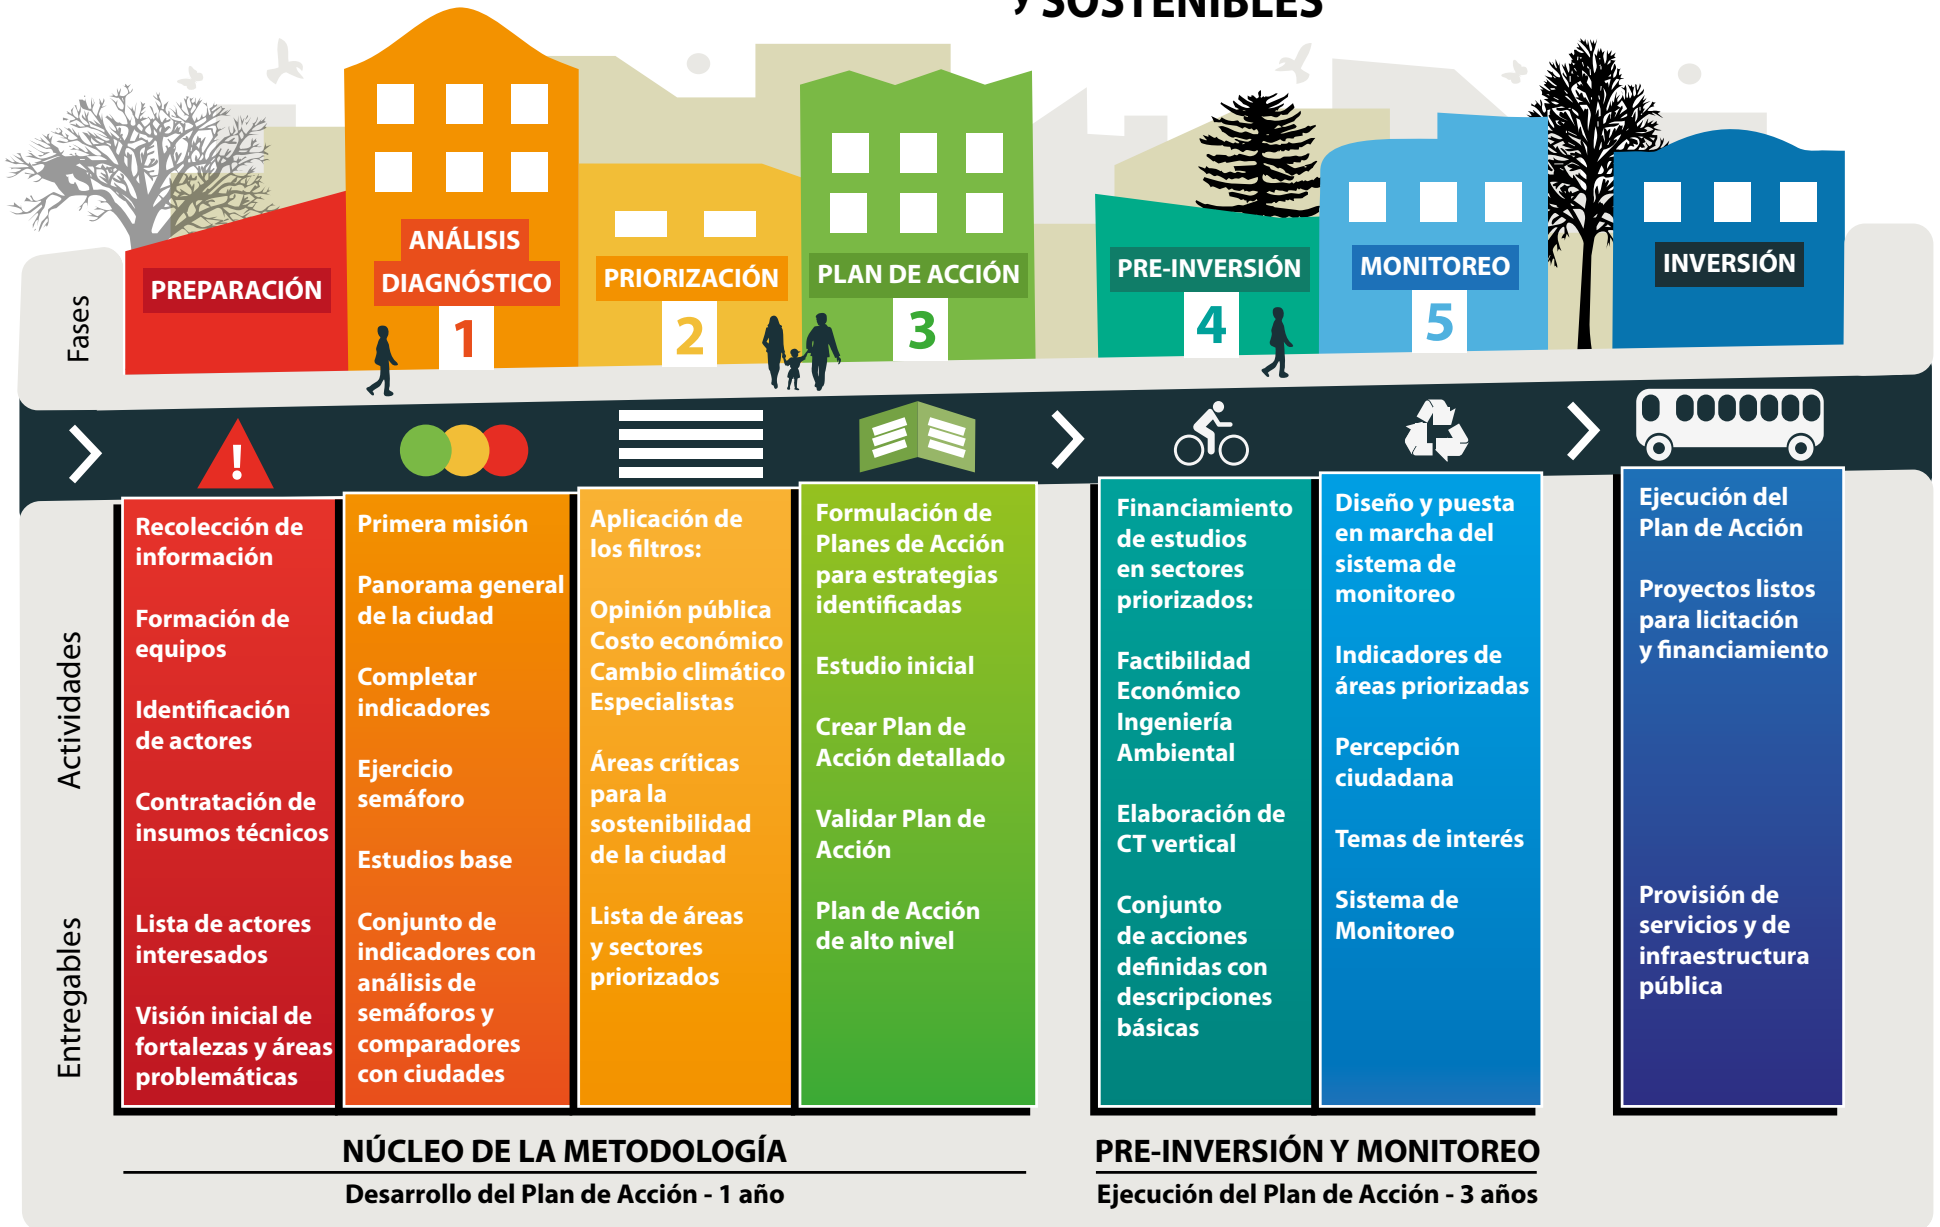 y SOSTENIBLES
Fases
PREPARACIÓN
ANÁLISIS
DIAGNÓSTICO
1
PRIORIZACIÓN
2
PLAN DE ACCIÓN
3
PRE-INVERSIÓN
4
MONITOREO
5
INVERSIÓN
!
Actividades
Entregables
Recolección de
información
Formación de
equipos
Identificación
de actores
Contratación de
insumos técnicos
Lista de actores
interesados
Visión inicial de
fortalezas y áreas
problemáticas
Primera misión
Panorama general
de la ciudad
Completar
indicadores
Ejercicio
semáforo
Estudios base
Conjunto de
indicadores con
análisis de
semáforos y
comparadores
con ciudades
Aplicación de
los filtros:
Opinión pública
Costo económico
Cambio climático
Especialistas
Áreas críticas
para la
sostenibilidad
de la ciudad
Lista de áreas
y sectores
priorizados
Formulación de
Planes de Acción
para estrategias
identificadas
Estudio inicial
Crear Plan de
Acción detallado
Validar Plan de
Acción
Plan de Acción
de alto nivel
Financiamiento
de estudios
en sectores
priorizados:
Factibilidad
Económico
Ingeniería
Ambiental
Elaboración de
CT vertical
Conjunto
de acciones
definidas con
descripciones
básicas
Diseño y puesta
en marcha del
sistema de
monitoreo
Indicadores de
áreas priorizadas
Percepción
ciudadana
Temas de interés
Sistema de
Monitoreo
Ejecución del
Plan de Acción
Proyectos listos
para licitación
y financiamiento
Provisión de
servicios y de
infraestructura
pública
NÚCLEO DE LA METODOLOGÍA
Desarrollo del Plan de Acción - 1 año
PRE-INVERSIÓN Y MONITOREO
Ejecución del Plan de Acción - 3 años